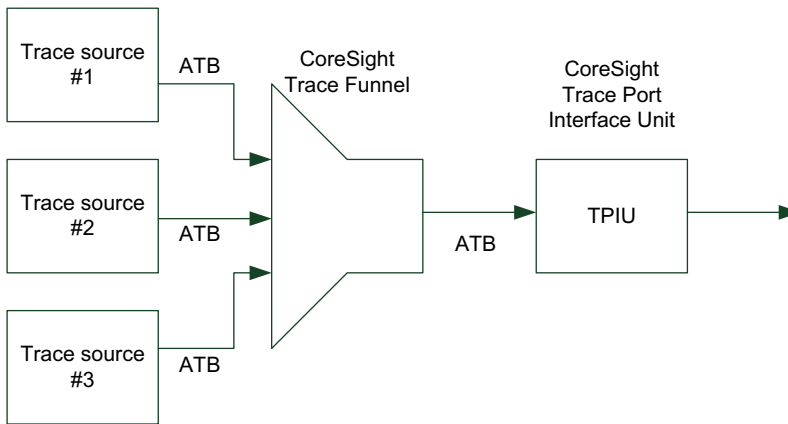 Trace source
#1
ATB
CoreSight
Trace Funnel
CoreSight
Trace Port
Interface Unit
Trace source
#2
ATB
ATB
TPIU
Trace source
#3
ATB